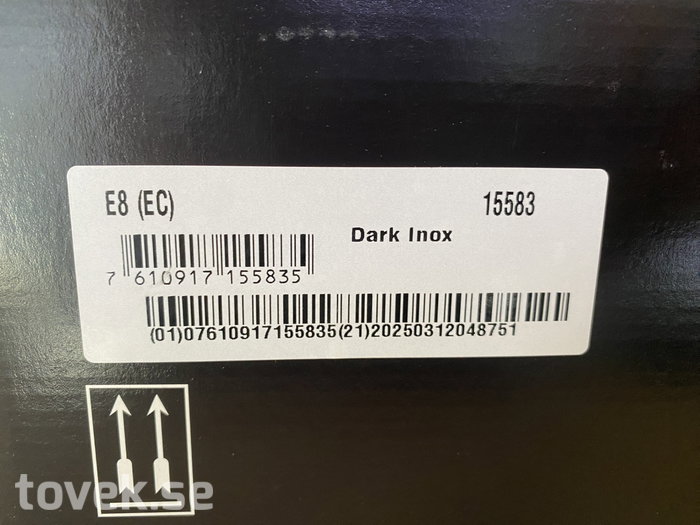 E8 (EC)
15583
Dark Inox
7 610917 155835
(01)07610917155835(21)20250312048751
tovek.se